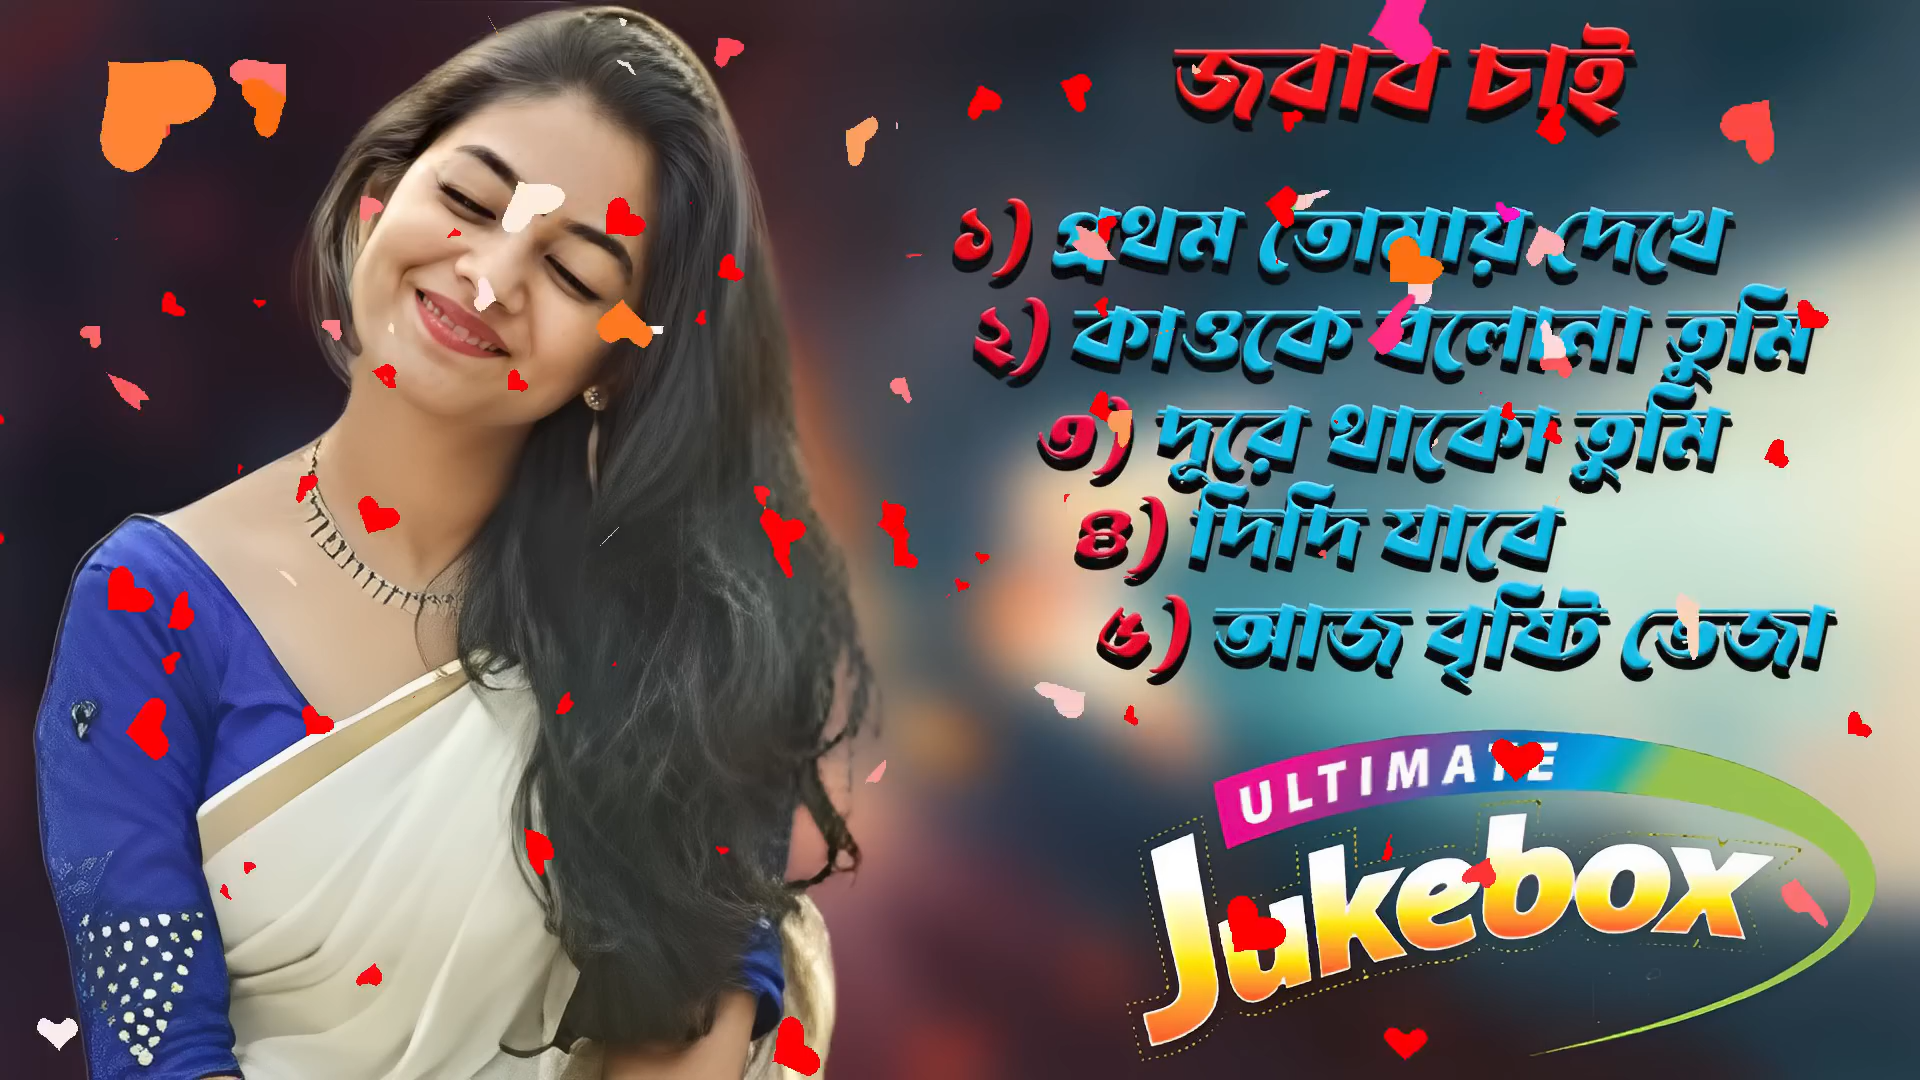 জবাব চাই
১) প্রথম তোমায় দেখে
২) কাওকে বলোনা তুমি
৩) দূরে থাকো তুমি
৪) দিদি যাবে
৫) আজ বৃষ্টি ভেজা
ULTIMATE
Jukebox